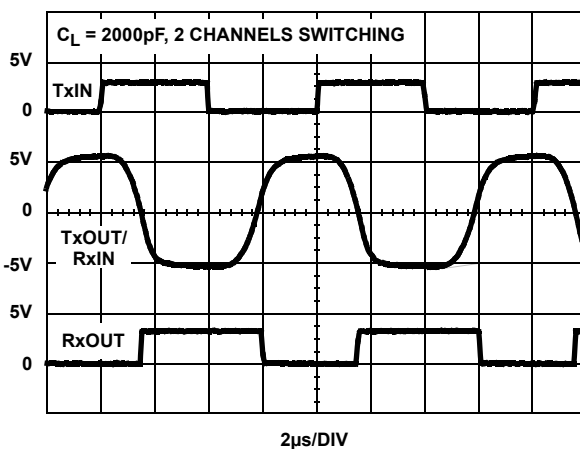 C_L = 2000pF, 2 CHANNELS SWITCHING
5V
TxIN
0
5V
0
TxOUT/
RxIN
-5V
5V
RxOUT
0
2µs/DIV